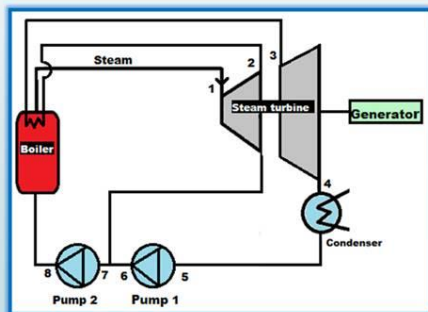 Steam
1
2
3
Steam turbine
Generator
Boiler
4
Condenser
8
7
6
5
Pump 2
Pump 1